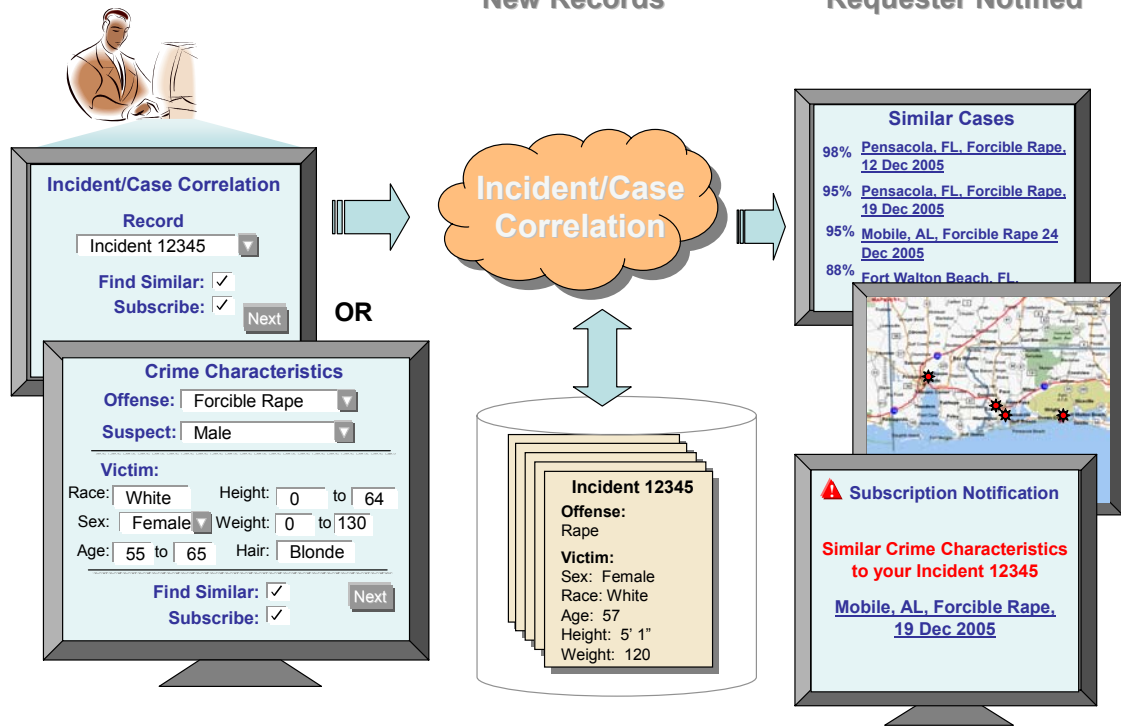 New Records
Requester Notified
Incident/Case Correlation
Record
Incident 12345
Find Similar: ✓
Subscribe: ✓
Next
OR
Crime Characteristics
Offense: Forcible Rape
Suspect: Male
Victim:
Race: White Height: 0 to 64
Sex: Female Weight: 0 to 130
Age: 55 to 65 Hair: Blonde
Find Similar: ✓
Subscribe: ✓
Next
Incident/Case
Correlation
Incident 12345
Offense:
Rape
Victim:
Sex: Female
Race: White
Age: 57
Height: 5' 1"
Weight: 120
Similar Cases
98% Pensacola, FL, Forcible Rape,
12 Dec 2005
95% Pensacola, FL, Forcible Rape,
19 Dec 2005
95% Mobile, AL, Forcible Rape 24
Dec 2005
88% Fort Walton Beach, FL,
Subscription Notification
Similar Crime Characteristics
to your Incident 12345
Mobile, AL, Forcible Rape,
19 Dec 2005